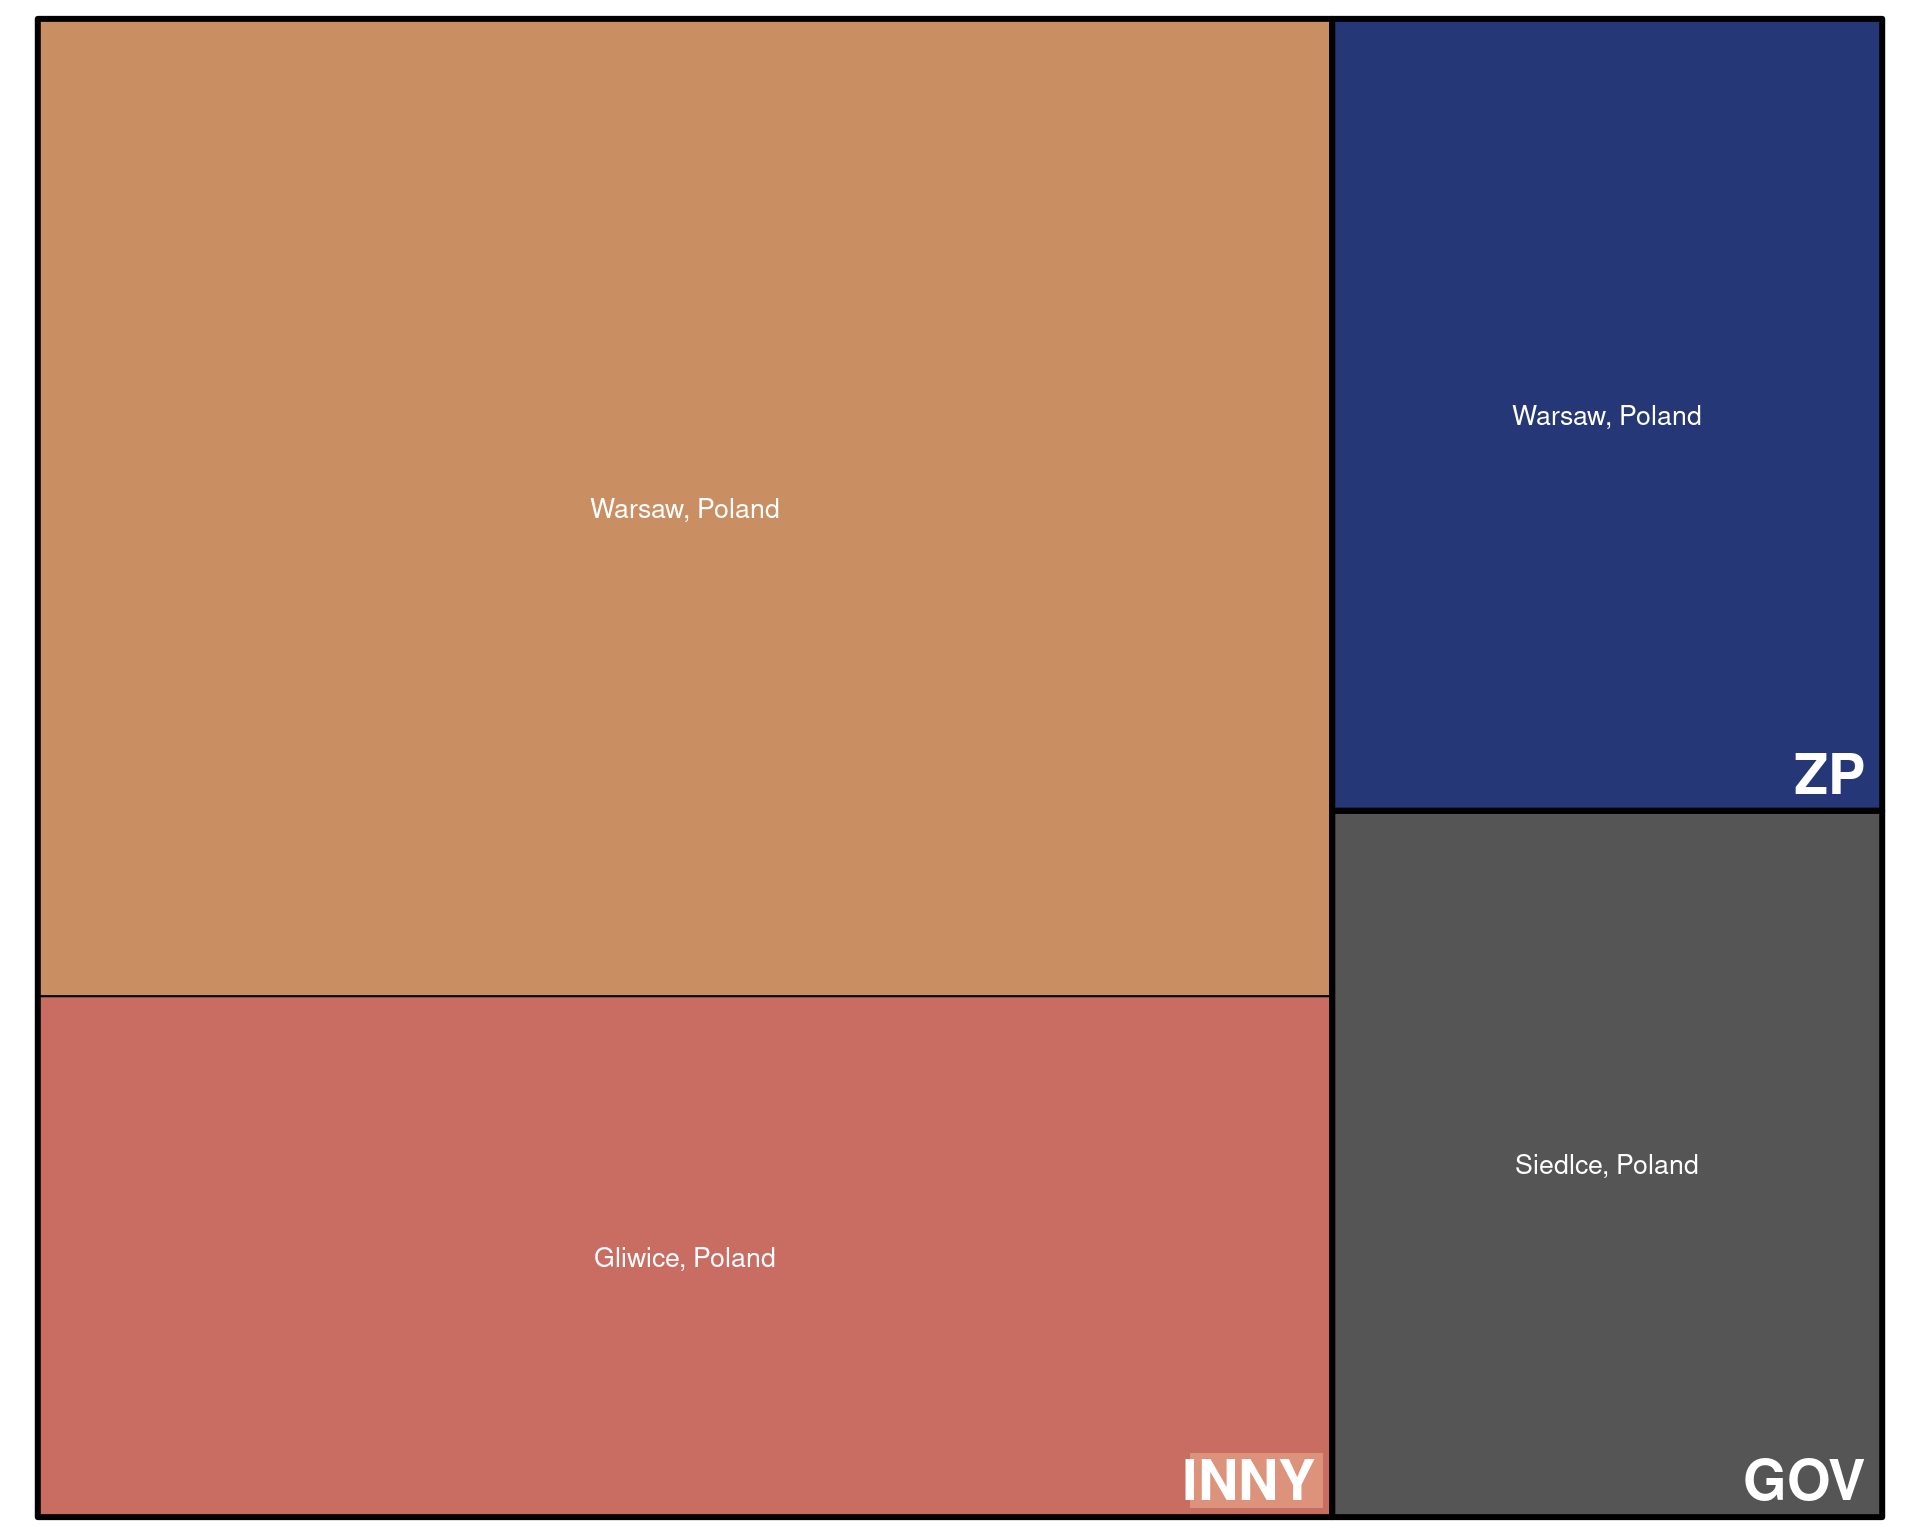 Warsaw, Poland
Gliwice, Poland
INNY
Warsaw, Poland
ZP
Siedlce, Poland
GOV